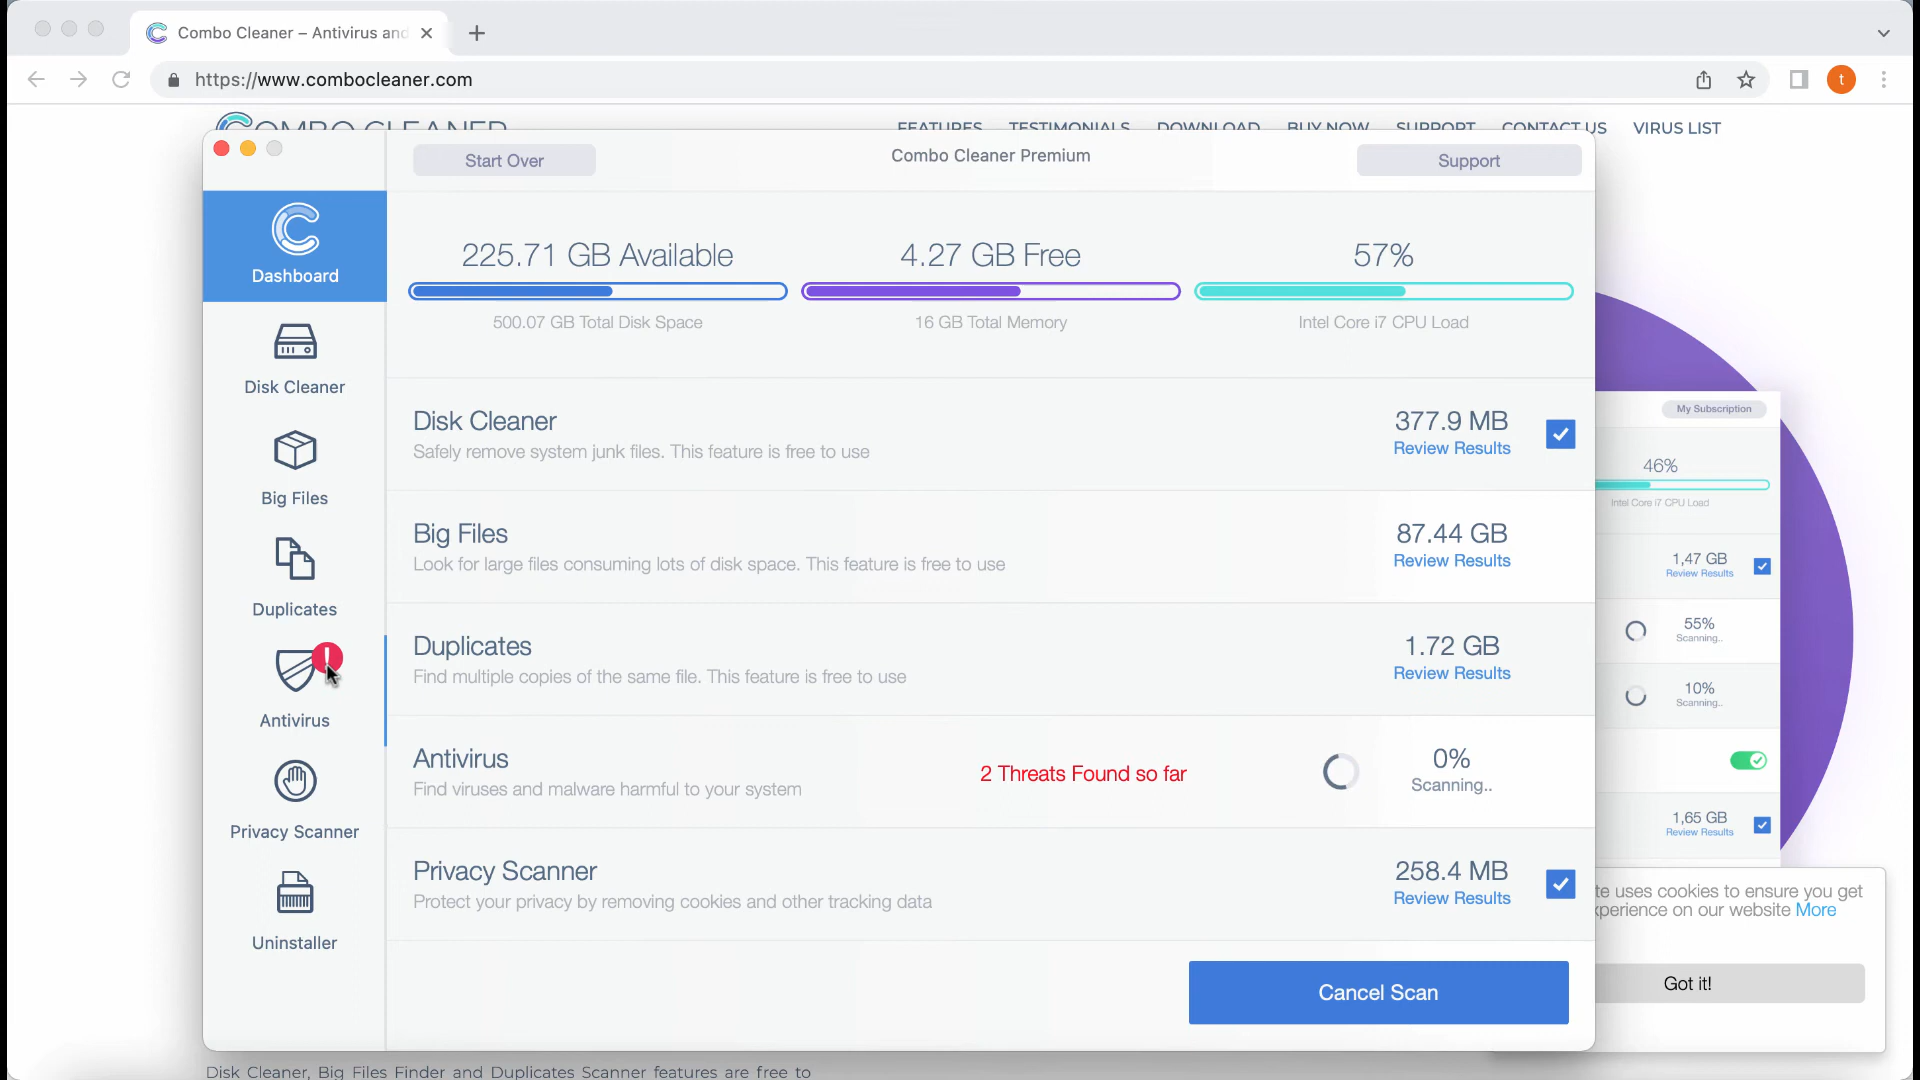 Combo Cleaner – Antivirus and
https://www.combocleaner.com
t
COMBO CLEANER
FEATURES TESTIMONIALS DOWNLOAD BUY NOW SUPPORT CONTACT US VIRUS LIST
Start Over
Combo Cleaner Premium
Support
Dashboard
Disk Cleaner
Big Files
Duplicates
Antivirus
Privacy Scanner
Uninstaller
225.71 GB Available
500.07 GB Total Disk Space
4.27 GB Free
16 GB Total Memory
57%
Intel Core i7 CPU Load
Disk Cleaner
Safely remove system junk files. This feature is free to use
377.9 MB
Review Results
Big Files
Look for large files consuming lots of disk space. This feature is free to use
87.44 GB
Review Results
Duplicates
Find multiple copies of the same file. This feature is free to use
1.72 GB
Review Results
Antivirus
Find viruses and malware harmful to your system
2 Threats Found so far
0%
Scanning..
Privacy Scanner
Protect your privacy by removing cookies and other tracking data
258.4 MB
Review Results
Cancel Scan
My Subscription
46%
Intel Core i7 CPU Load
1,47 GB
Review Results
55%
Scanning..
10%
Scanning..
1,65 GB
Review Results
te uses cookies to ensure you get
xperience on our website More
Got it!
Disk Cleaner, Big Files Finder and Duplicates Scanner features are free to